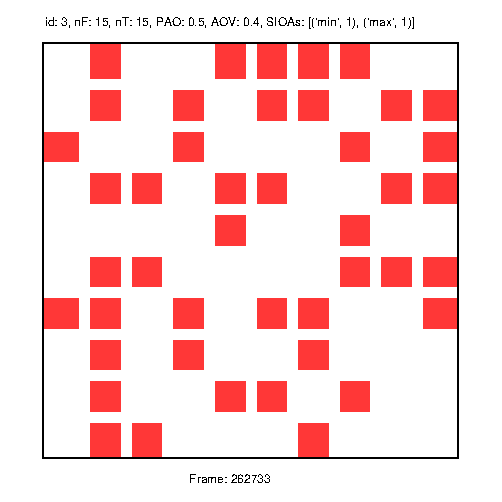 id: 3, nF: 15, nT: 15, PAO: 0.5, AOV: 0.4, SIOAs: [('min', 1), ('max', 1)]
Frame: 262733